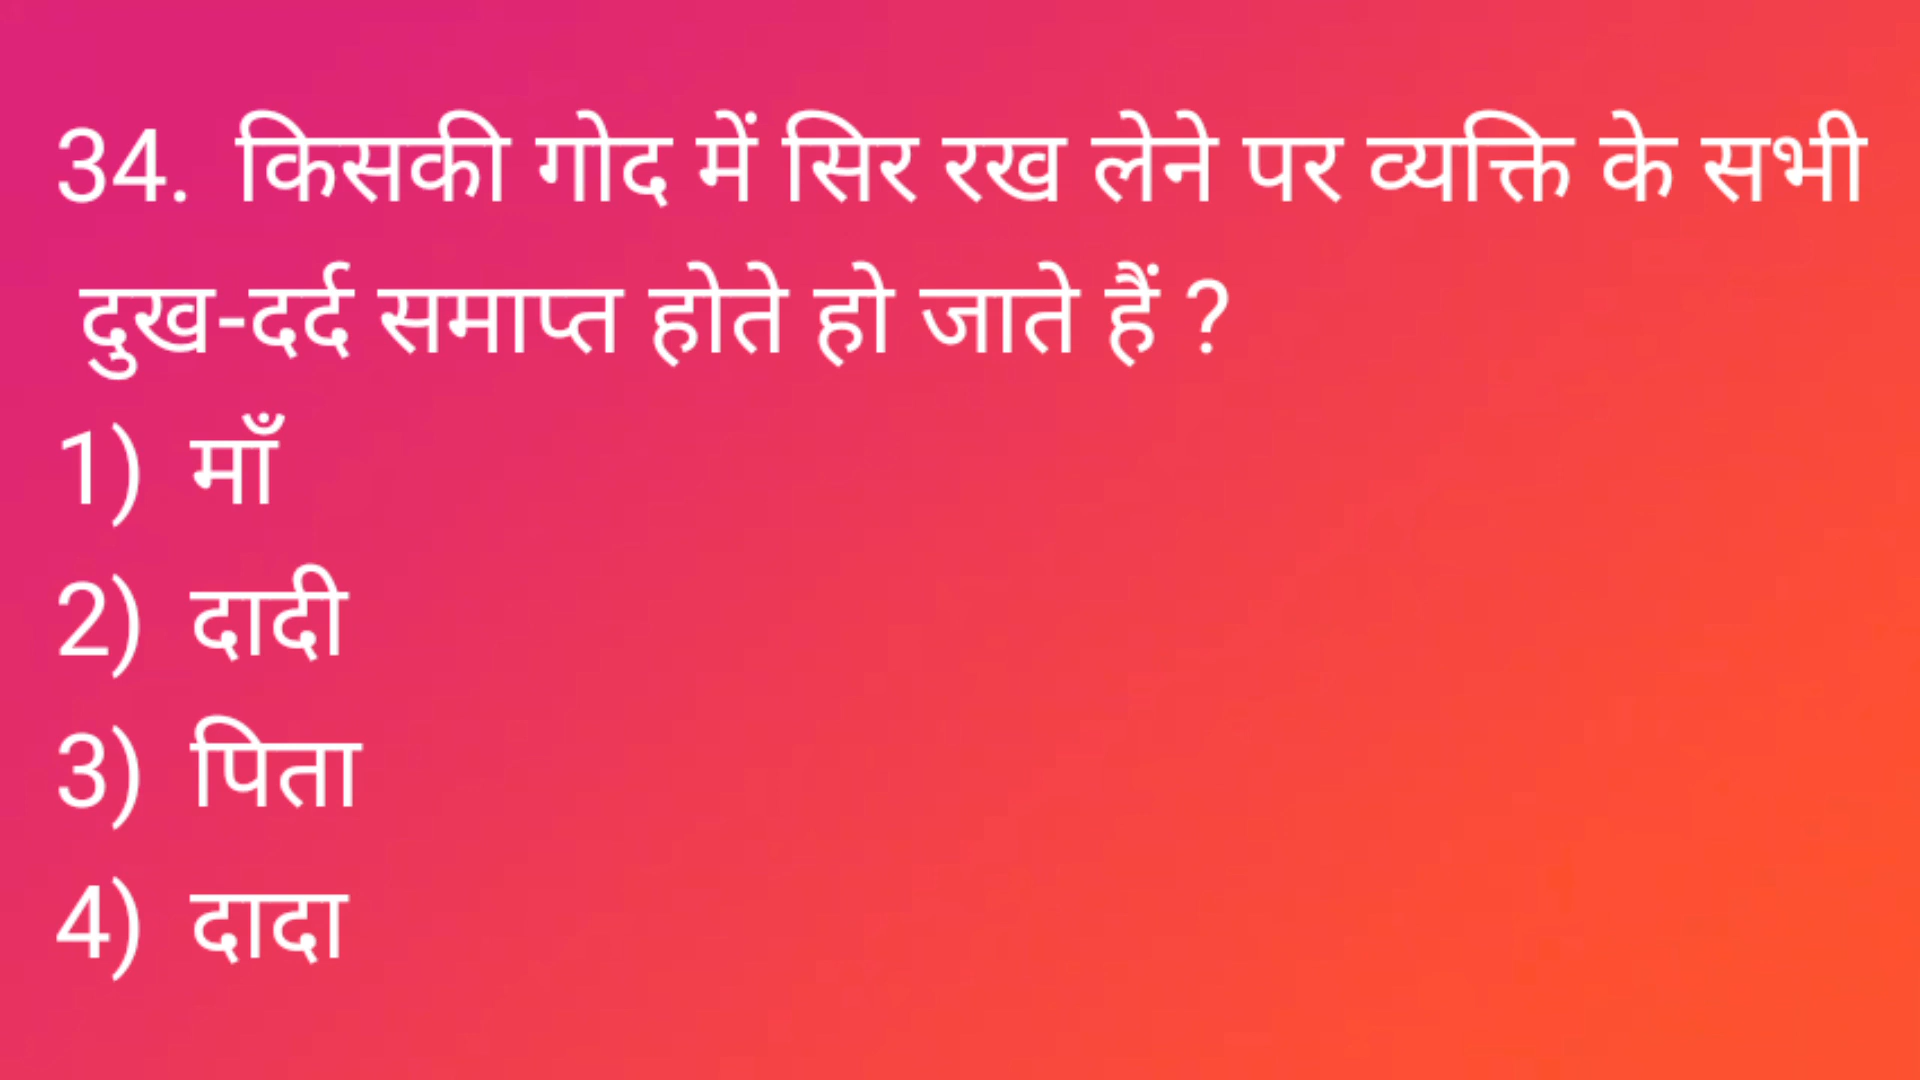 34. किसकी गोद में सिर रख लेने पर व्यक्ति के सभी
दुख-दर्द समाप्त होते हो जाते हैं ?
1) माँ
2) दादी
3) पिता
4) दादा